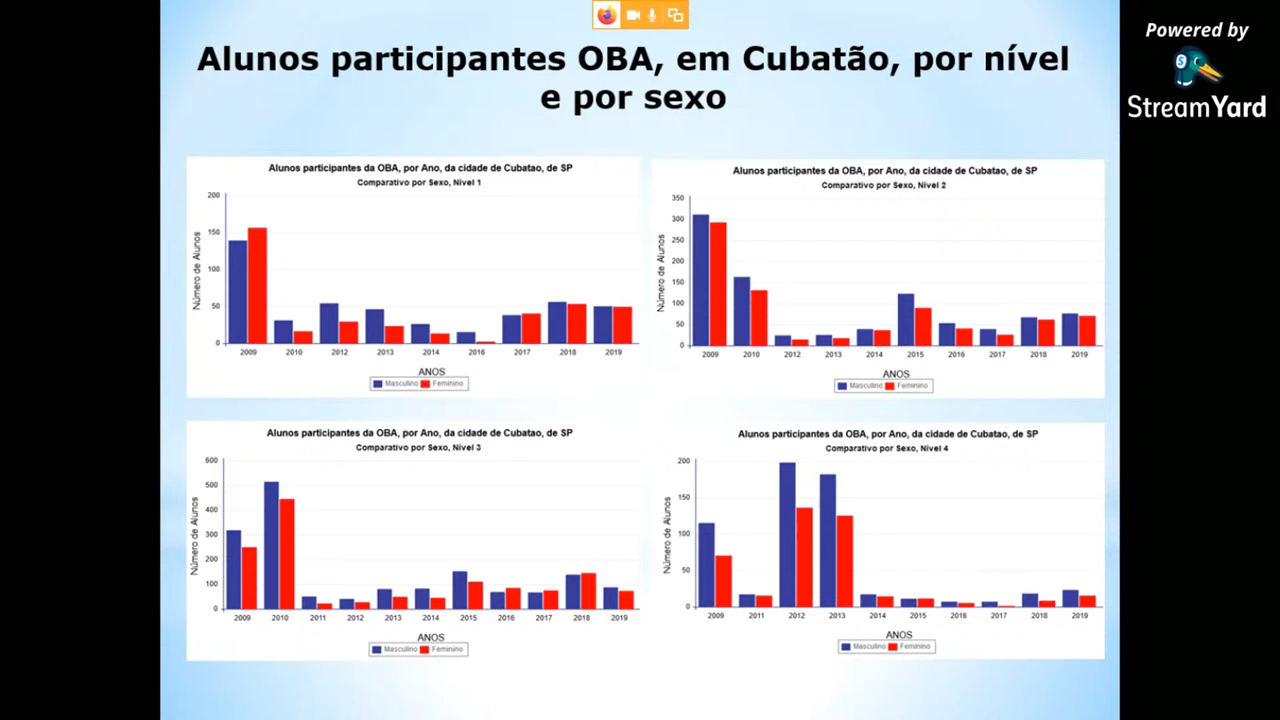 Powered by
StreamYard
Alunos participantes OBA, em Cubatão, por nível
e por sexo
Alunos participantes da OBA, por Ano, da cidade de Cubatao, de SP
Comparativo por Sexo, Nível 1
Número de Alunos
200
150
100
50
0
2009 2010 2012 2013 2014 2016 2017 2018 2019
ANOS
Masculino Feminino
Alunos participantes da OBA, por Ano, da cidade de Cubatao, de SP
Comparativo por Sexo, Nível 2
Número de Alunos
350
300
250
200
150
100
50
0
2009 2010 2012 2013 2014 2015 2016 2017 2018 2019
ANOS
Masculino Feminino
Alunos participantes da OBA, por Ano, da cidade de Cubatao, de SP
Comparativo por Sexo, Nível 3
Número de Alunos
600
500
400
300
200
100
0
2009 2010 2011 2012 2013 2014 2015 2016 2017 2018 2019
ANOS
Masculino Feminino
Alunos participantes da OBA, por Ano, da cidade de Cubatao, de SP
Comparativo por Sexo, Nível 4
Número de Alunos
200
150
100
50
0
2009 2011 2012 2013 2014 2015 2016 2017 2018 2019
ANOS
Masculino Feminino